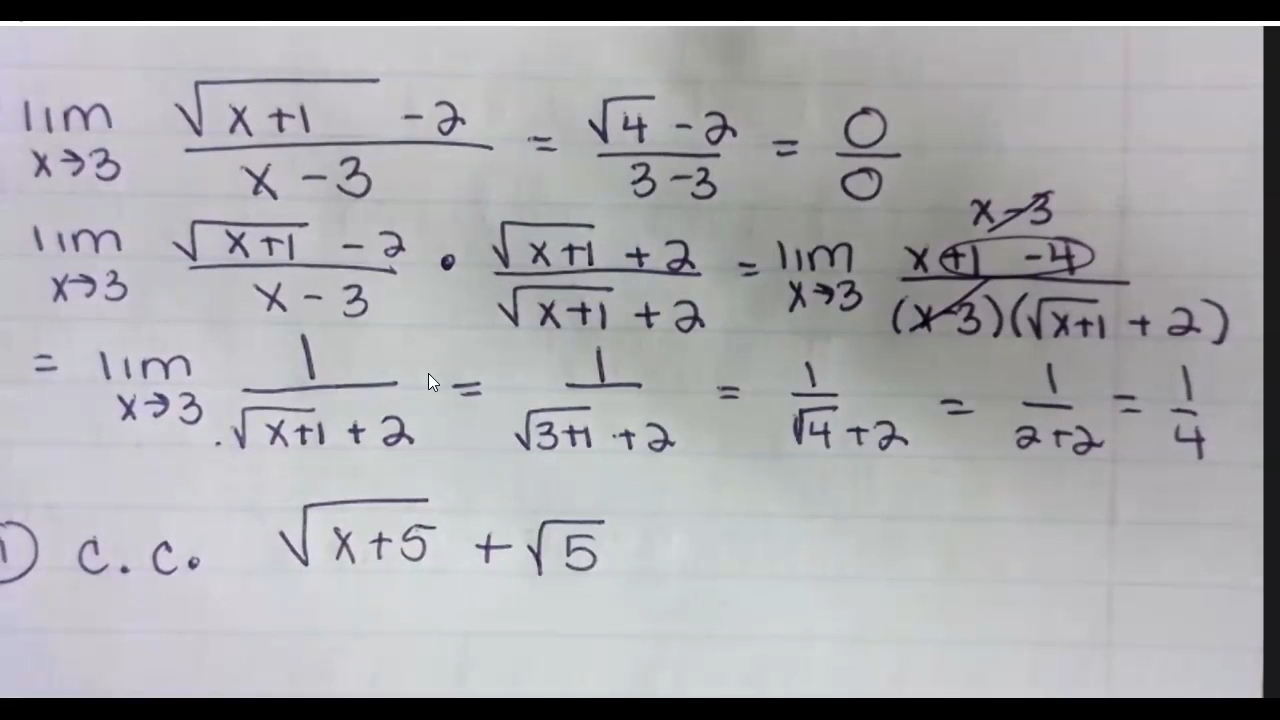 lim x→3 (√(x+1) - 2)/(x - 3) = (√4 - 2)/(3 - 3) = 0/0
x - 3
lim x→3 (√(x+1) - 2)/(x - 3) • (√(x+1) + 2)/(√(x+1) + 2) = lim x→3 (x + 1 - 4)/((x - 3)(√(x+1) + 2))
= lim x→3 1/(√(x+1) + 2) = 1/(√(3+1) + 2) = 1/(√4 + 2) = 1/(2+2) = 1/4
1) C.C. √(x+5) + √5